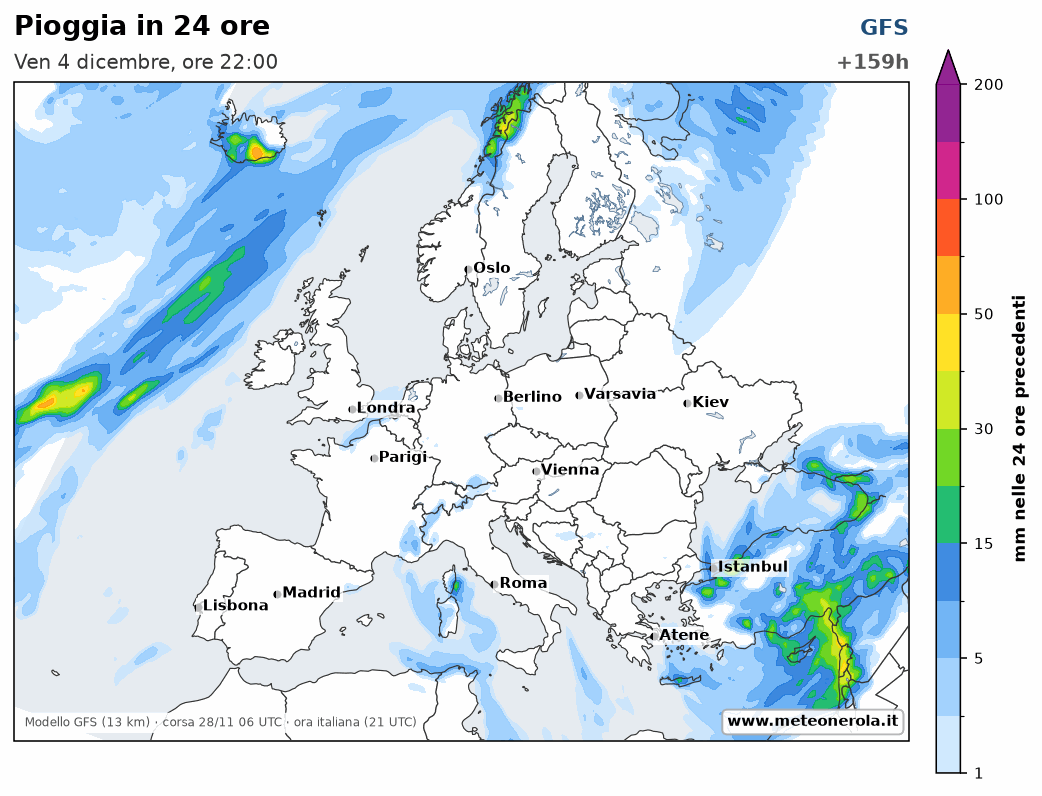 Pioggia in 24 ore
GFS
Ven 4 dicembre, ore 22:00
+159h
200
100
50
30
15
5
1
mm nelle 24 ore precedenti
Oslo
Londra
Berlino
Varsavia
Kiev
Parigi
Vienna
Istanbul
Roma
Madrid
Lisbona
Atene
Modello GFS (13 km) · corsa 28/11 06 UTC · ora italiana (21 UTC)
www.meteonerola.it